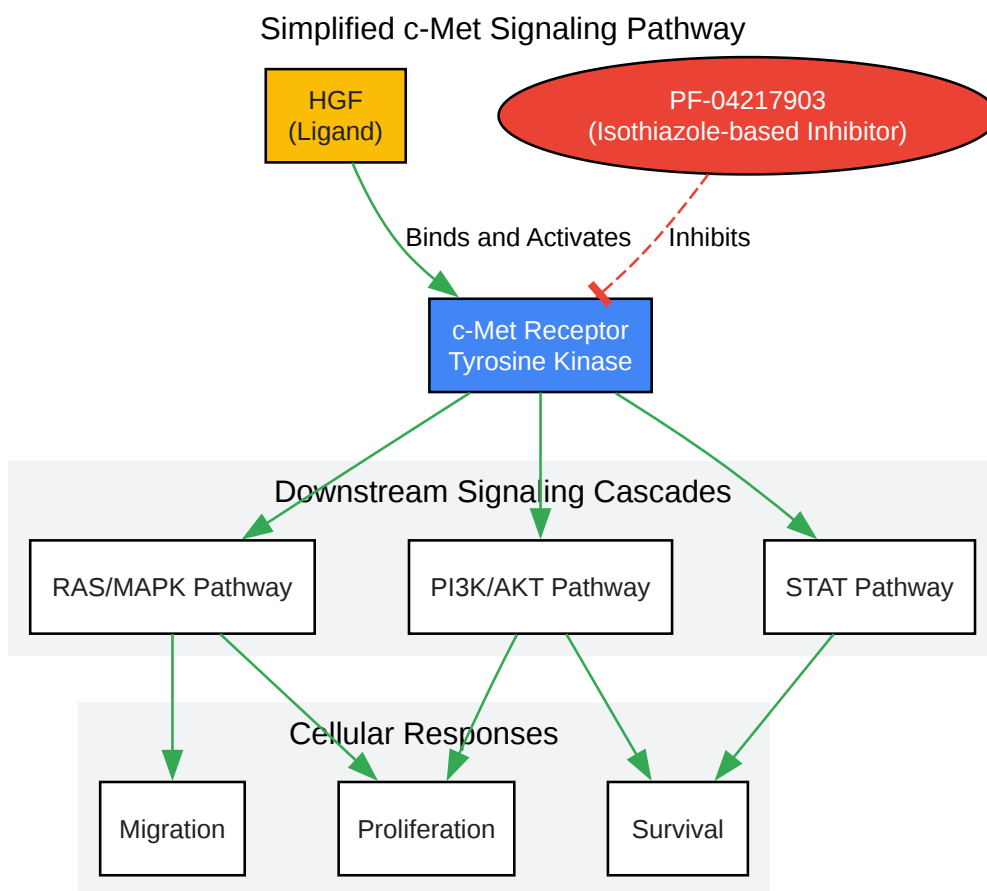 Simplified c-Met Signaling Pathway
HGF
(Ligand)
PF-04217903
(Isothiazole-based Inhibitor)
Binds and Activates
Inhibits
c-Met Receptor
Tyrosine Kinase
Downstream Signaling Cascades
RAS/MAPK Pathway
PI3K/AKT Pathway
STAT Pathway
Cellular Responses
Migration
Proliferation
Survival